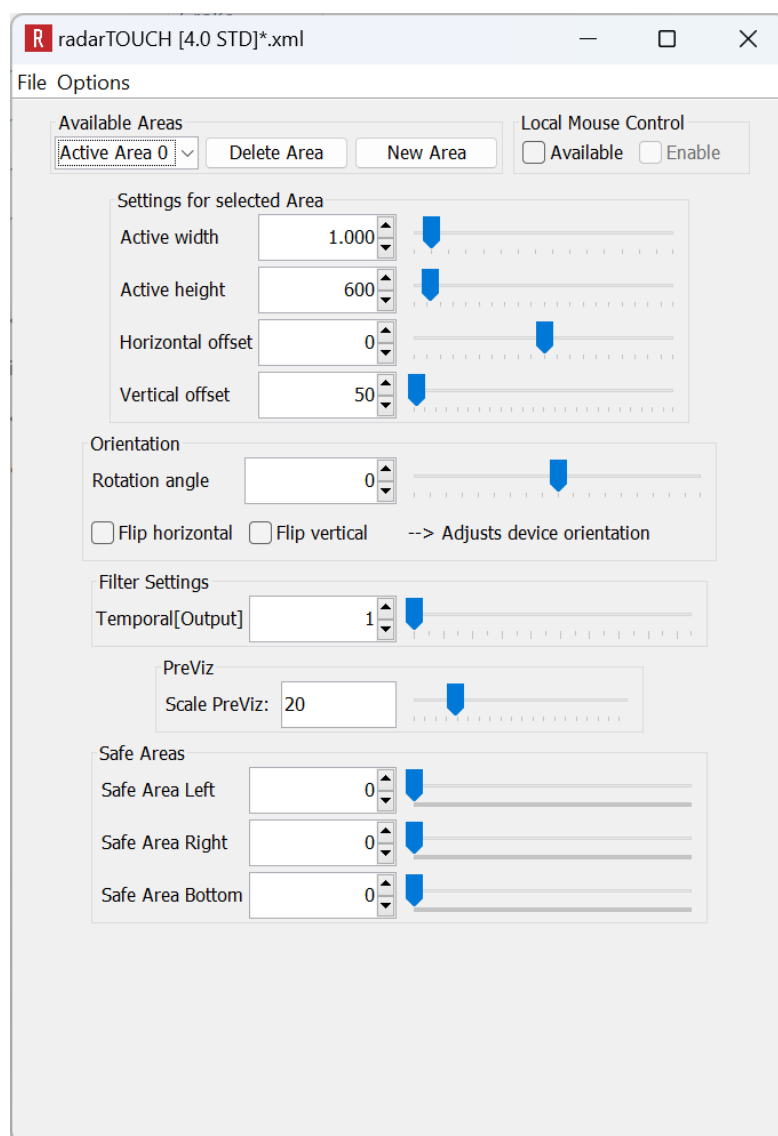 R radarTOUCH [4.0 STD]*.xml
File Options
Available Areas
Local Mouse Control
Active Area 0 Delete Area New Area
Available Enable
Settings for selected Area
Active width 1.000
Active height 600
Horizontal offset 0
Vertical offset 50
Orientation
Rotation angle 0
Flip horizontal Flip vertical --> Adjusts device orientation
Filter Settings
Temporal[Output] 1
PreViz
Scale PreViz: 20
Safe Areas
Safe Area Left 0
Safe Area Right 0
Safe Area Bottom 0